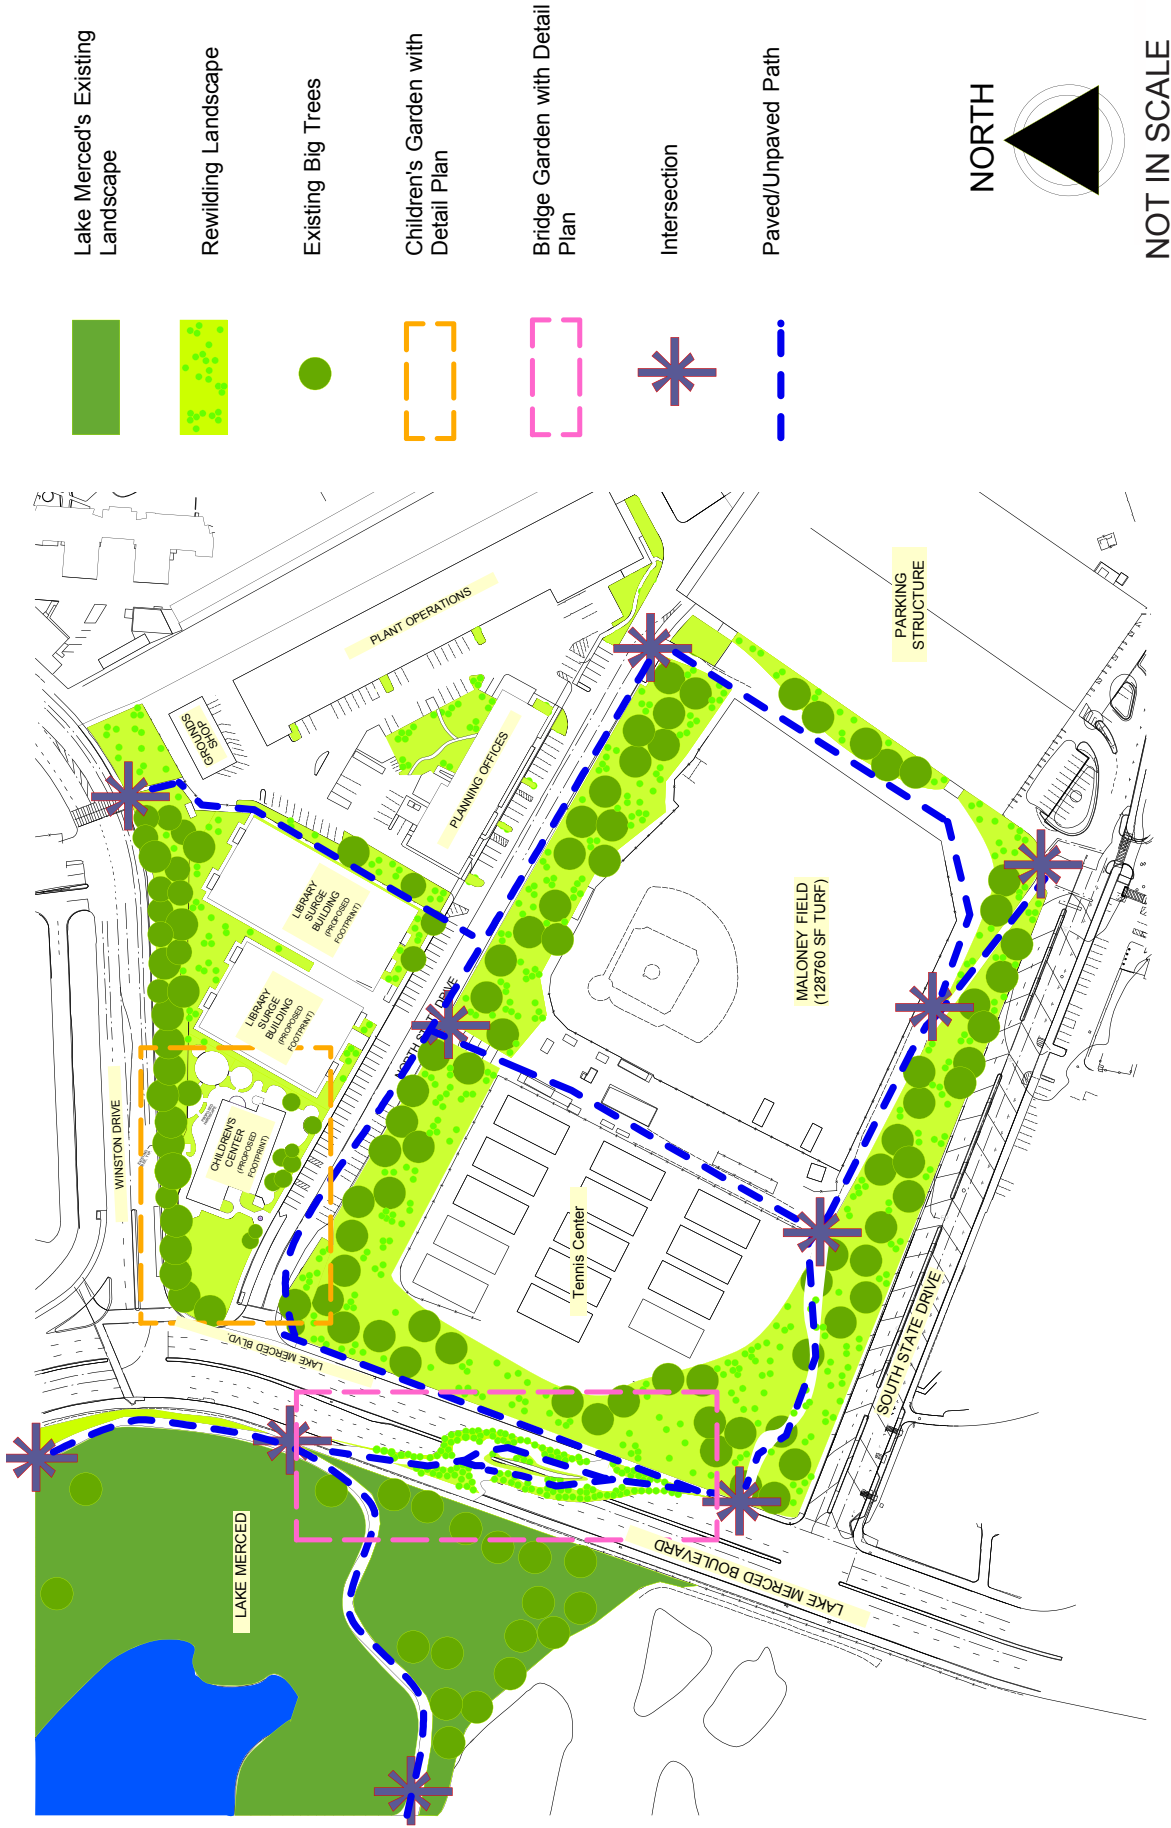 Lake Merced's Existing
Landscape
Rewilding Landscape
Existing Big Trees
Children's Garden with
Detail Plan
Bridge Garden with Detail
Plan
Intersection
Paved/Unpaved Path
NORTH
NOT IN SCALE
GROUNDS
SHOP
PLANT OPERATIONS
PLANNING OFFICES
PARKING
STRUCTURE
LIBRARY
SURGE
BUILDING
(PROPOSED
FOOTPRINT)
LIBRARY
SURGE
BUILDING
(PROPOSED
FOOTPRINT)
WINSTON DRIVE
CHILDREN'S
CENTER
(PROPOSED
FOOTPRINT)
NORTH STATE DRIVE
MALONEY FIELD
(128760 SF TURF)
Tennis Center
LAKE MERCED BLVD.
SOUTH STATE DRIVE
LAKE MERCED
LAKE MERCED BOULEVARD